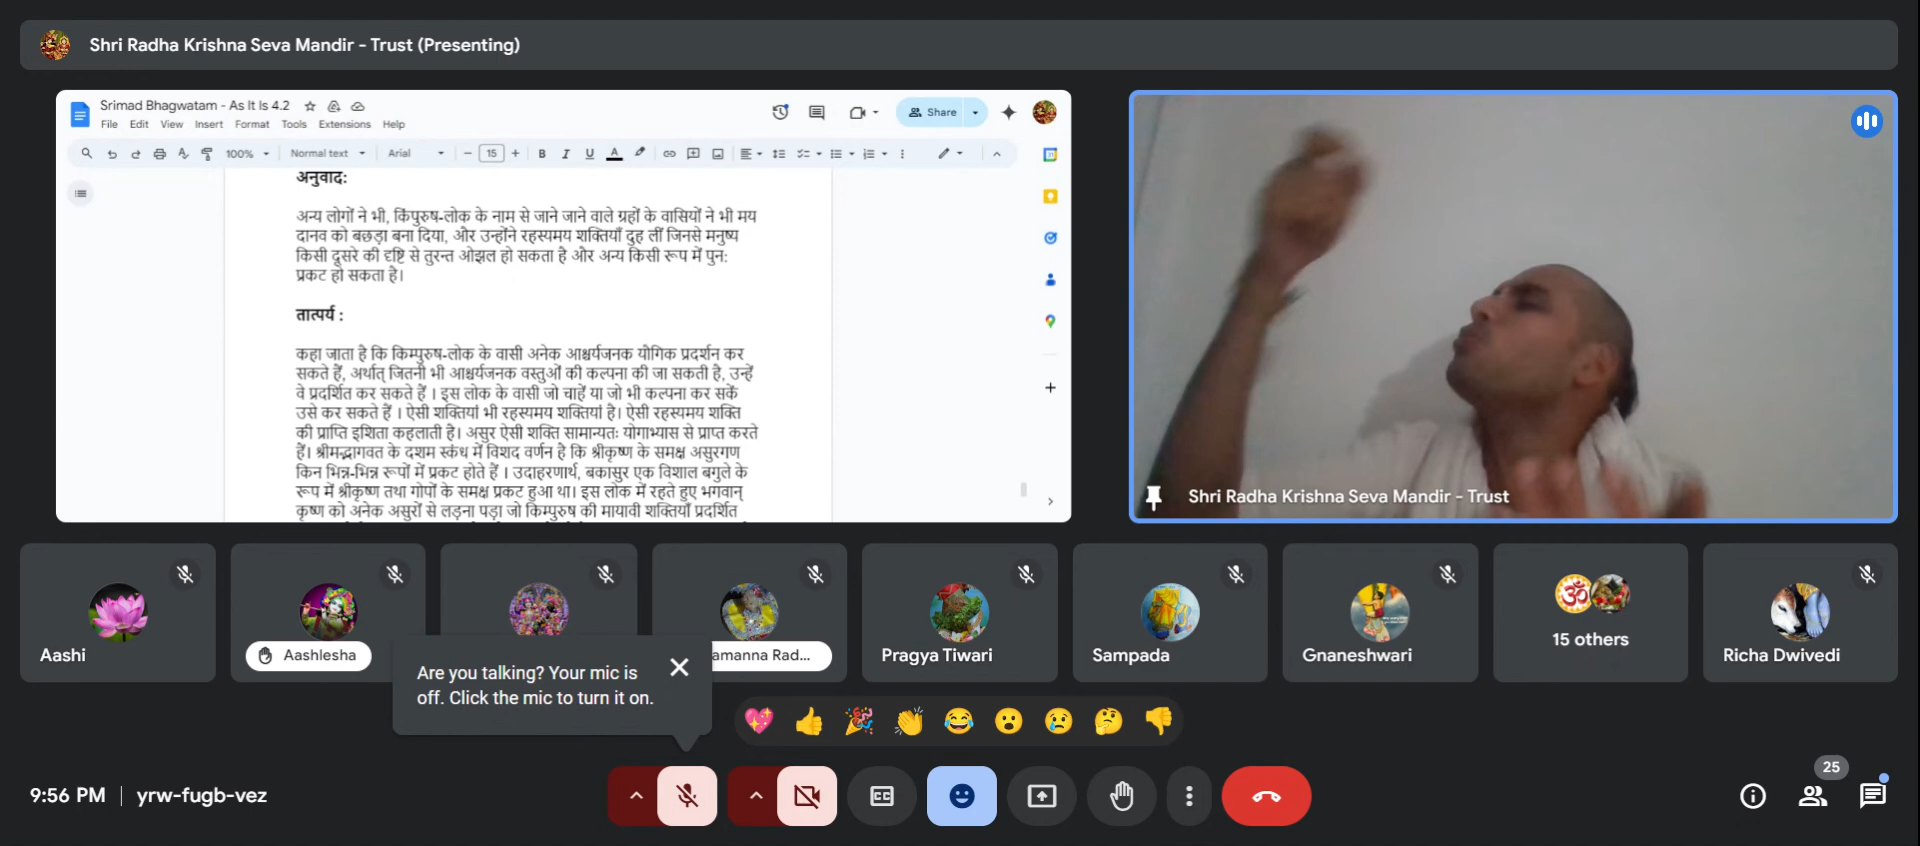 Shri Radha Krishna Seva Mandir - Trust (Presenting)
Srimad Bhagwatam - As It Is 4.2
File Edit View Insert Format Tools Extensions Help
Share
100% Normal text Arial 15 B I U A
अनुवाद:
अन्य लोगों ने भी, किंपुरुष-लोक के नाम से जाने जाने वाले ग्रहों के वासियों ने भी मय
दानव को बछड़ा बना दिया, और उन्होंने रहस्यमय शक्तियाँ दुह लीं जिनसे मनुष्य
किसी दूसरे की दृष्टि से तुरन्त ओझल हो सकता है और अन्य किसी रूप में पुन:
प्रकट हो सकता है।
तात्पर्य :
कहा जाता है कि किम्पुरुष-लोक के वासी अनेक आश्चर्यजनक यौगिक प्रदर्शन कर
सकते हैं, अर्थात् जितनी भी आश्चर्यजनक वस्तुओं की कल्पना की जा सकती है, उन्हें
वे प्रदर्शित कर सकते हैं । इस लोक के वासी जो चाहें या जो भी कल्पना कर सकें
उसे कर सकते हैं । ऐसी शक्तियां भी रहस्यमय शक्तियां है। ऐसी रहस्यमय शक्ति
की प्राप्ति इशिता कहलाती है। असुर ऐसी शक्ति सामान्यतः योगाभ्यास से प्राप्त करते
हैं। श्रीमद्भागवत के दशम स्कंध में विशद वर्णन है कि श्रीकृष्ण के समक्ष असुरगण
किन भिन्न-भिन्न रूपों में प्रकट होते हैं । उदाहरणार्थ, बकासुर एक विशाल बगुले के
रूप में श्रीकृष्ण तथा गोपों के समक्ष प्रकट हुआ था। इस लोक में रहते हुए भगवान्
कृष्ण को अनेक असुरों से लड़ना पड़ा जो किम्पुरुष की मायावी शक्तियाँ प्रदर्शित
Shri Radha Krishna Seva Mandir - Trust
Aashi
Aashlesha
amanna Rad...
Pragya Tiwari
Sampada
Gnaneshwari
15 others
Richa Dwivedi
Are you talking? Your mic is
off. Click the mic to turn it on.
9:56 PM | yrw-fugb-vez
CC
25